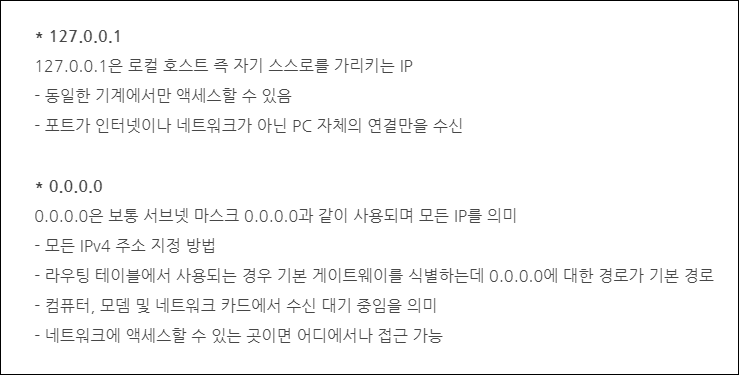 * 127.0.0.1
127.0.0.1은 로컬 호스트 즉 자기 스스로를 가리키는 IP
- 동일한 기계에서만 액세스할 수 있음
- 포트가 인터넷이나 네트워크가 아닌 PC 자체의 연결만을 수신
* 0.0.0.0
0.0.0.0은 보통 서브넷 마스크 0.0.0.0과 같이 사용되며 모든 IP를 의미
- 모든 IPv4 주소 지정 방법
- 라우팅 테이블에서 사용되는 경우 기본 게이트웨이를 식별하는데 0.0.0.0에 대한 경로가 기본 경로
- 컴퓨터, 모뎀 및 네트워크 카드에서 수신 대기 중임을 의미
- 네트워크에 액세스할 수 있는 곳이면 어디에서나 접근 가능